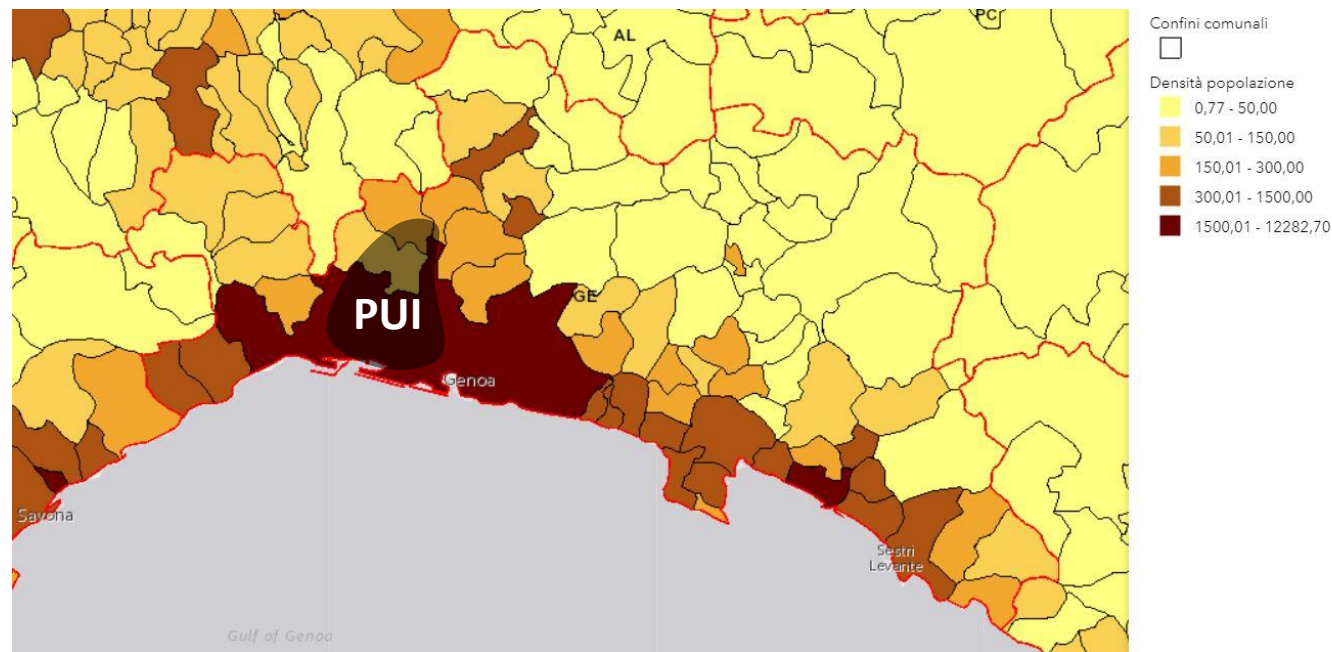 PC
AL
GE
PUI
Genoa
Savona
Sestri
Levante
Gulf of Genoa
Confini comunali
Densità popolazione
0,77 - 50,00
50,01 - 150,00
150,01 - 300,00
300,01 - 1500,00
1500,01 - 12282,70